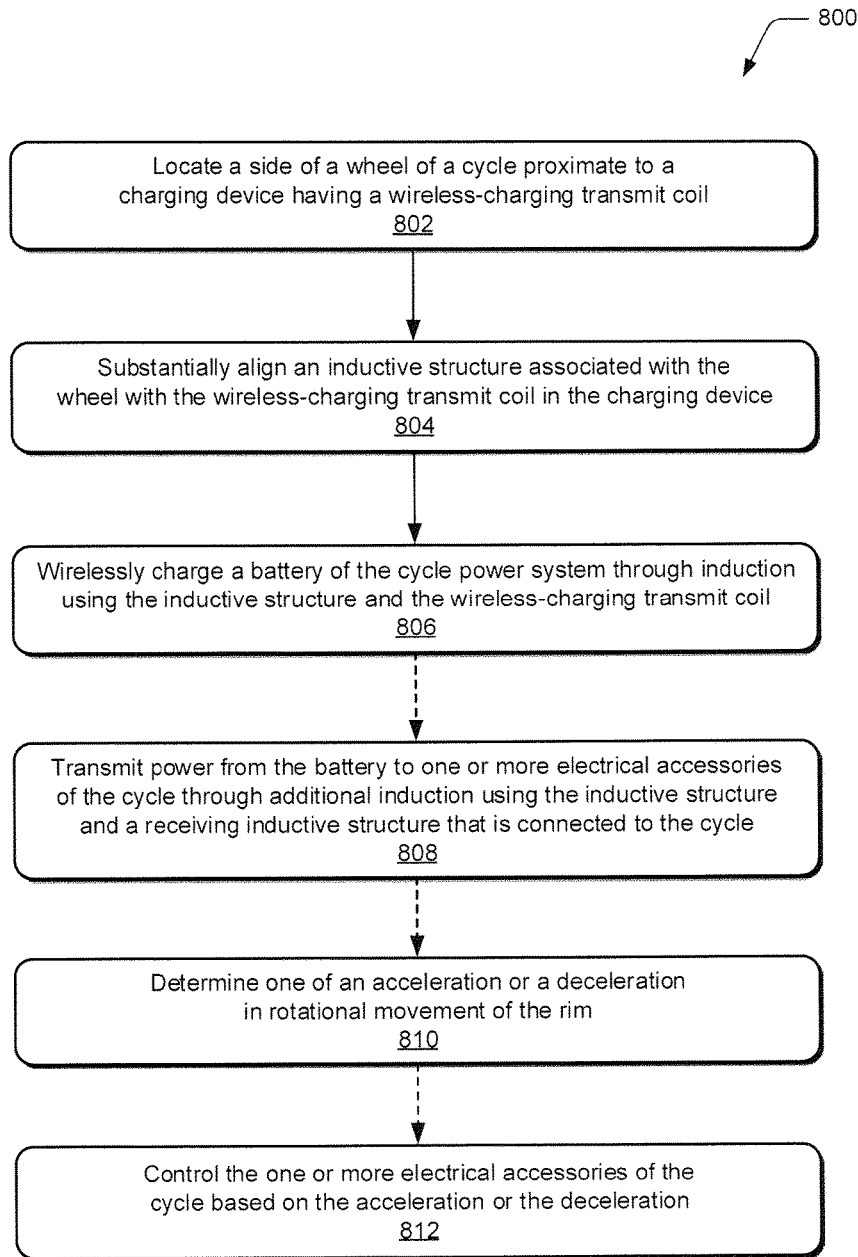 800
Locate a side of a wheel of a cycle proximate to a
charging device having a wireless-charging transmit coil
802
Substantially align an inductive structure associated with the
wheel with the wireless-charging transmit coil in the charging device
804
Wirelessly charge a battery of the cycle power system through induction
using the inductive structure and the wireless-charging transmit coil
806
Transmit power from the battery to one or more electrical accessories
of the cycle through additional induction using the inductive structure
and a receiving inductive structure that is connected to the cycle
808
Determine one of an acceleration or a deceleration
in rotational movement of the rim
810
Control the one or more electrical accessories of the
cycle based on the acceleration or the deceleration
812